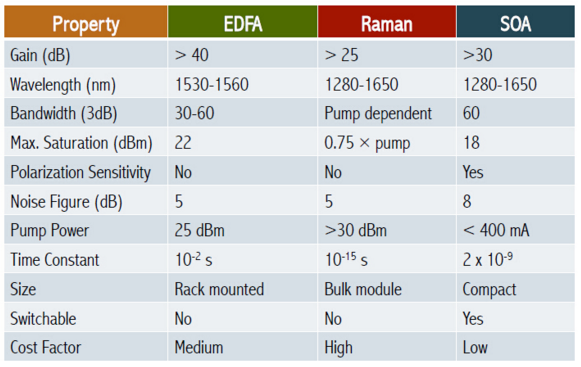 Property EDFA Raman SOA
Gain (dB) > 40 > 25 >30
Wavelength (nm) 1530-1560 1280-1650 1280-1650
Bandwidth (3dB) 30-60 Pump dependent 60
Max. Saturation (dBm) 22 0.75 × pump 18
Polarization Sensitivity No No Yes
Noise Figure (dB) 5 5 8
Pump Power 25 dBm >30 dBm < 400 mA
Time Constant 10⁻² s 10⁻¹⁵ s 2 x 10⁻⁹
Size Rack mounted Bulk module Compact
Switchable No No Yes
Cost Factor Medium High Low